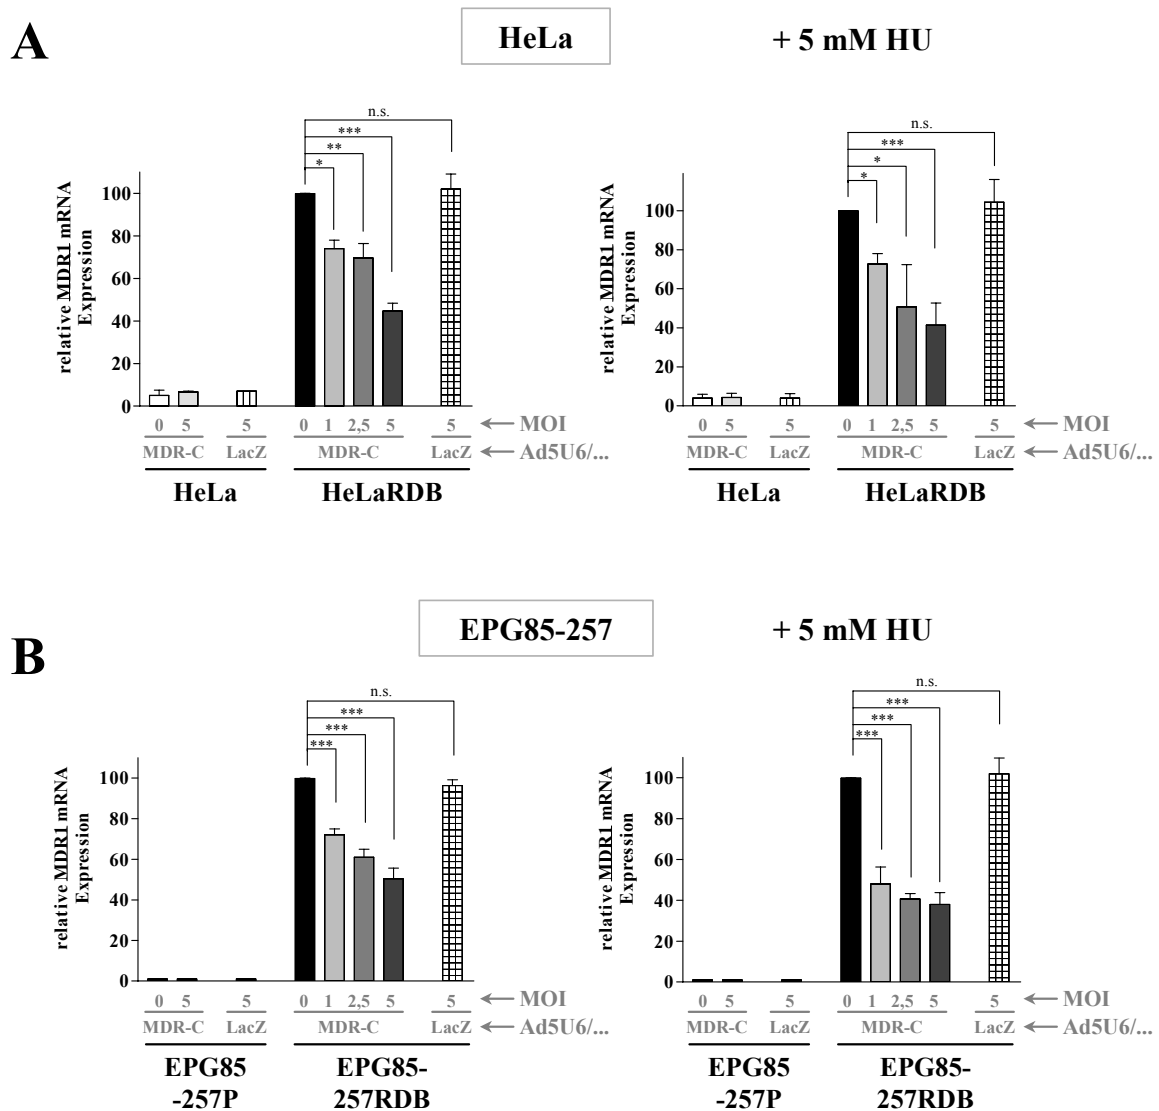 A
HeLa
+ 5 mM HU
relative MDR1 mRNA
Expression
100
80
60
40
20
0
n.s.
***
**
*
0 5 5 0 1 2,5 5 5 ← MOI
MDR-C LacZ MDR-C LacZ ← Ad5U6/...
HeLa HeLaRDB
relative MDR1 mRNA
Expression
100
80
60
40
20
0
n.s.
***
*
*
0 5 5 0 1 2,5 5 5 ← MOI
MDR-C LacZ MDR-C LacZ ← Ad5U6/...
HeLa HeLaRDB
B
EPG85-257
+ 5 mM HU
relative MDR1 mRNA
Expression
100
80
60
40
20
0
n.s.
***
***
***
0 5 5 0 1 2,5 5 5 ← MOI
MDR-C LacZ MDR-C LacZ ← Ad5U6/...
EPG85 EPG85-
-257P 257RDB
relative MDR1 mRNA
Expression
100
80
60
40
20
0
n.s.
***
***
***
0 5 5 0 1 2,5 5 5 ← MOI
MDR-C LacZ MDR-C LacZ ← Ad5U6/...
EPG85 EPG85-
-257P 257RDB